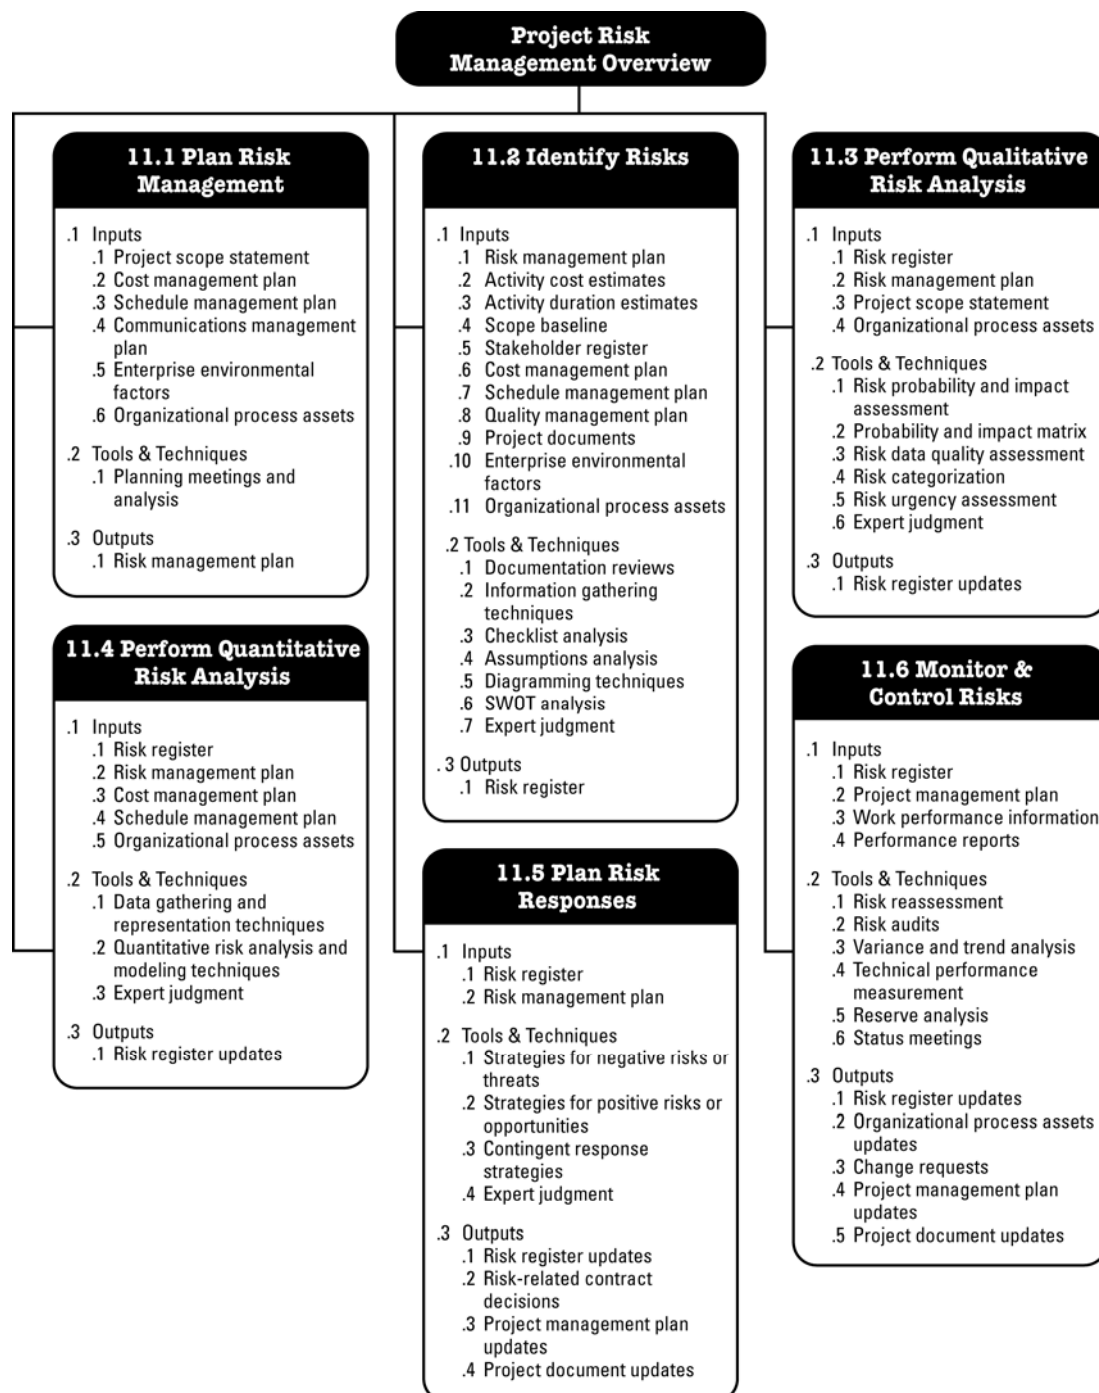 Project Risk
Management Overview
11.1 Plan Risk
Management
.1 Inputs
.1 Project scope statement
.2 Cost management plan
.3 Schedule management plan
.4 Communications management
plan
.5 Enterprise environmental
factors
.6 Organizational process assets
.2 Tools & Techniques
.1 Planning meetings and
analysis
.3 Outputs
.1 Risk management plan
11.2 Identify Risks
.1 Inputs
.1 Risk management plan
.2 Activity cost estimates
.3 Activity duration estimates
.4 Scope baseline
.5 Stakeholder register
.6 Cost management plan
.7 Schedule management plan
.8 Quality management plan
.9 Project documents
.10 Enterprise environmental
factors
.11 Organizational process assets
.2 Tools & Techniques
.1 Documentation reviews
.2 Information gathering
techniques
.3 Checklist analysis
.4 Assumptions analysis
.5 Diagramming techniques
.6 SWOT analysis
.7 Expert judgment
.3 Outputs
.1 Risk register
11.3 Perform Qualitative
Risk Analysis
.1 Inputs
.1 Risk register
.2 Risk management plan
.3 Project scope statement
.4 Organizational process assets
.2 Tools & Techniques
.1 Risk probability and impact
assessment
.2 Probability and impact matrix
.3 Risk data quality assessment
.4 Risk categorization
.5 Risk urgency assessment
.6 Expert judgment
.3 Outputs
.1 Risk register updates
11.4 Perform Quantitative
Risk Analysis
.1 Inputs
.1 Risk register
.2 Risk management plan
.3 Cost management plan
.4 Schedule management plan
.5 Organizational process assets
.2 Tools & Techniques
.1 Data gathering and
representation techniques
.2 Quantitative risk analysis and
modeling techniques
.3 Expert judgment
.3 Outputs
.1 Risk register updates
11.5 Plan Risk
Responses
.1 Inputs
.1 Risk register
.2 Risk management plan
.2 Tools & Techniques
.1 Strategies for negative risks or
threats
.2 Strategies for positive risks or
opportunities
.3 Contingent response
strategies
.4 Expert judgment
.3 Outputs
.1 Risk register updates
.2 Risk-related contract
decisions
.3 Project management plan
updates
.4 Project document updates
11.6 Monitor &
Control Risks
.1 Inputs
.1 Risk register
.2 Project management plan
.3 Work performance information
.4 Performance reports
.2 Tools & Techniques
.1 Risk reassessment
.2 Risk audits
.3 Variance and trend analysis
.4 Technical performance
measurement
.5 Reserve analysis
.6 Status meetings
.3 Outputs
.1 Risk register updates
.2 Organizational process assets
updates
.3 Change requests
.4 Project management plan
updates
.5 Project document updates